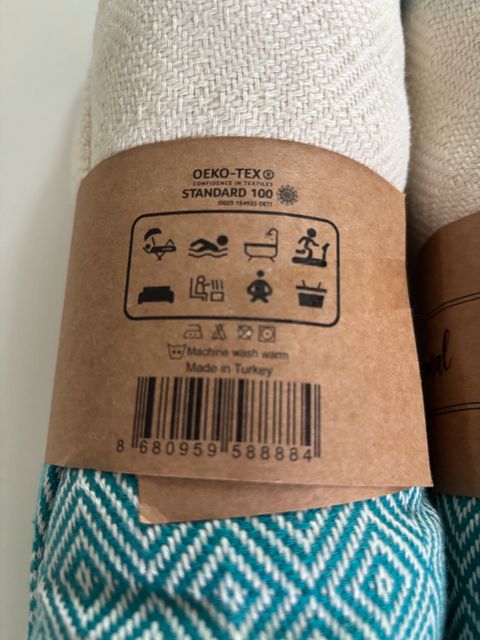 OEKO-TEX®
CONFIDENCE IN TEXTILES
STANDARD 100
Machine wash warm
Made in Turkey
8 680959 588884